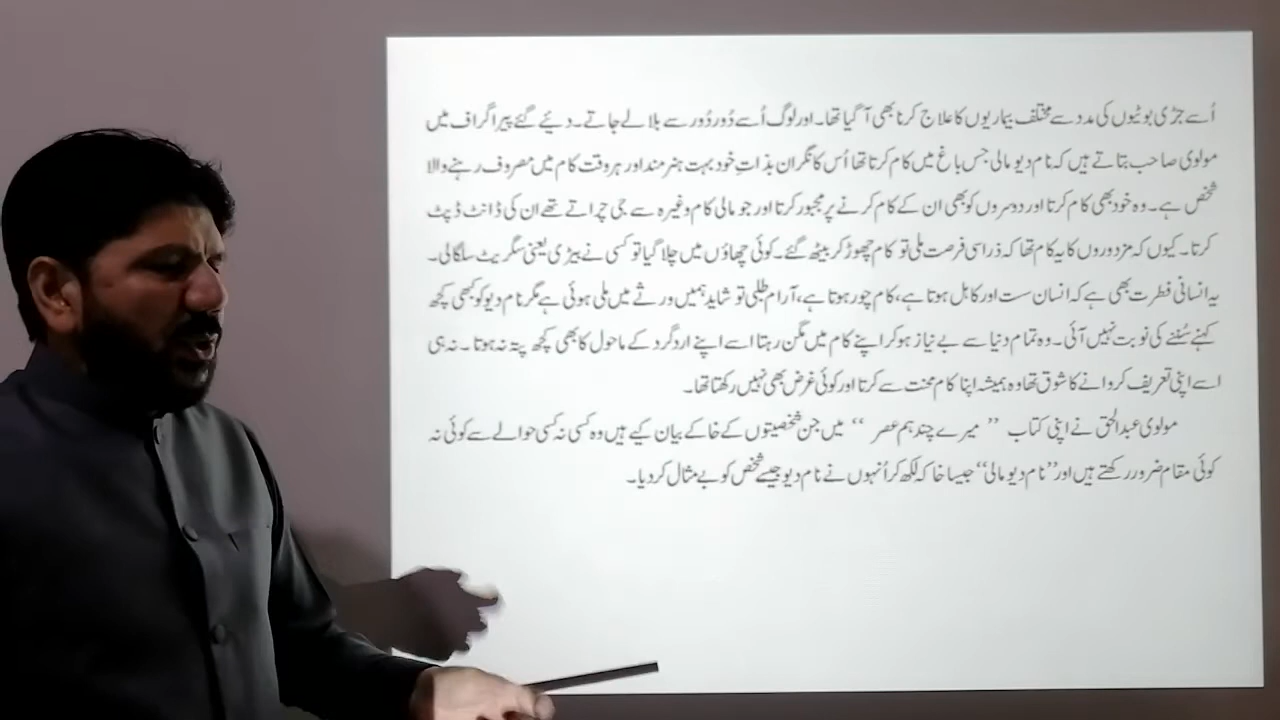 اُسے جڑی بوٹیوں کی مدد سے مختلف بیماریوں کا علاج کرنا بھی آ گیا تھا۔ اور لوگ اُسے دُور دُور سے بلا لے جاتے۔ دئیے گئے پیراگراف میں
مولوی صاحب بتاتے ہیں کہ نام دیو مالی جس باغ میں کام کرتا تھا اُس کا نگران بذاتِ خود بہت ہنر مند اور ہر وقت کام میں مصروف رہنے والا
شخص ہے۔ وہ خود بھی کام کرتا اور دوسروں کو بھی ان کے کام کرنے پر مجبور کرتا اور جو مالی کام وغیرہ سے جی چراتے تھے ان کی ڈانٹ ڈپٹ
کرتا۔ کیوں کہ مزدوروں کا یہ کام تھا کہ ذرا سی فرصت ملی تو کام چھوڑ کر بیٹھ گئے۔ کوئی چھاؤں میں چلا گیا تو کسی نے بیڑی یعنی سگریٹ سلگا لی۔
یہ انسانی فطرت بھی ہے کہ انسان سست اور کاہل ہوتا ہے، کام چور ہوتا ہے، آرام طلبی تو شاید ہمیں ورثے میں ملی ہوئی ہے مگر نام دیو کو کبھی کچھ
کہنے سُننے کی نوبت نہیں آئی۔ وہ تمام دنیا سے بے نیاز ہو کر اپنے کام میں مگن رہتا اسے اپنے ارد گرد کے ماحول کا بھی کچھ پتہ نہ ہوتا ۔ نہ ہی
اسے اپنی تعریف کروانے کا شوق تھا وہ ہمیشہ اپنا کام محنت سے کرتا اور کوئی غرض بھی نہیں رکھتا تھا۔
مولوی عبدالحق نے اپنی کتاب ” میرے چند ہم عصر “ میں جن شخصیتوں کے خاکے بیان کیے ہیں وہ کسی نہ کسی حوالے سے کوئی نہ
کوئی مقام ضرور رکھتے ہیں اور ”نام دیو مالی“ جیسا خاکہ لکھ کر اُنہوں نے نام دیو جیسے شخص کو بے مثال کر دیا۔